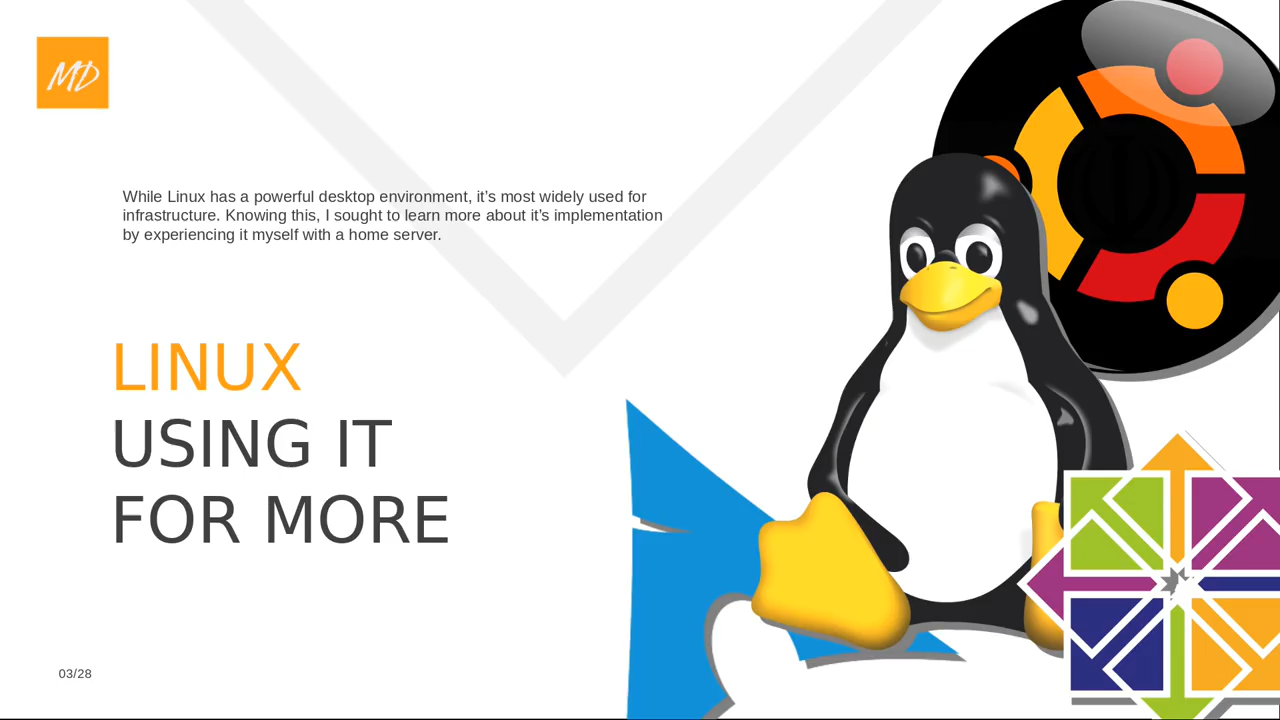 MD
While Linux has a powerful desktop environment, it’s most widely used for
infrastructure. Knowing this, I sought to learn more about it’s implementation
by experiencing it myself with a home server.
LINUX
USING IT
FOR MORE
03/28